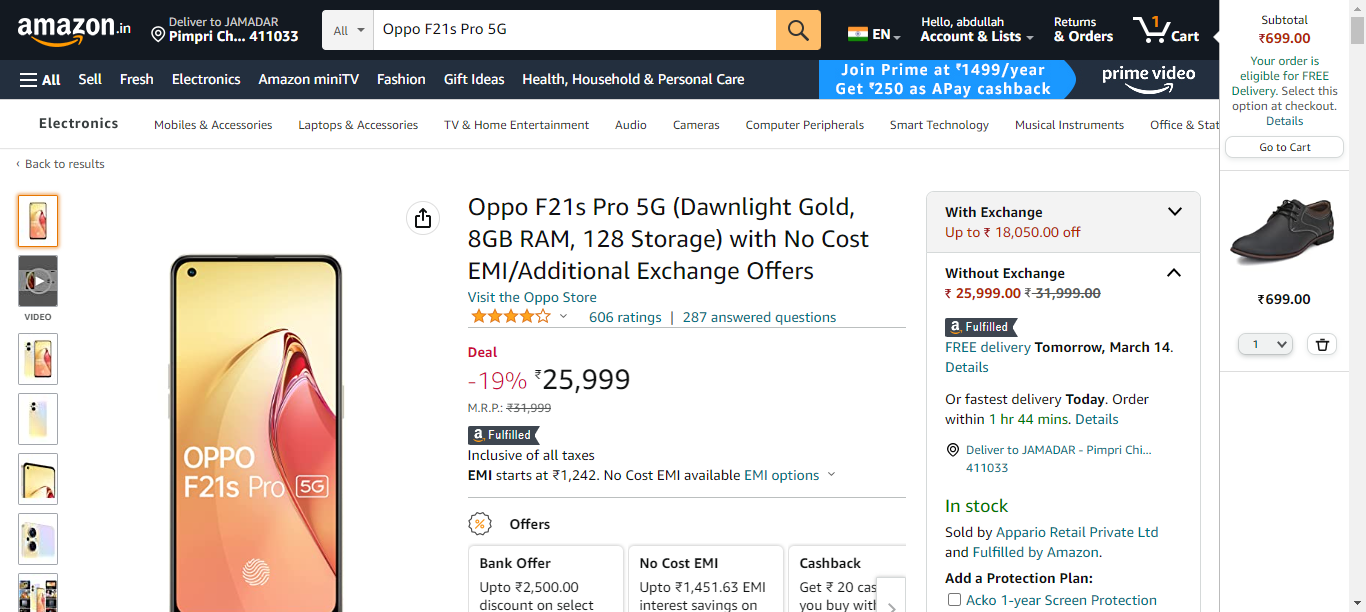 amazon.in
Deliver to JAMADAR
Pimpri Ch... 411033
All
Oppo F21s Pro 5G
EN
Hello, abdullah
Account & Lists
Returns
& Orders
1
Cart
All
Sell
Fresh
Electronics
Amazon miniTV
Fashion
Gift Ideas
Health, Household & Personal Care
Join Prime at ₹1499/year
Get ₹250 as APay cashback
prime video
Electronics
Mobiles & Accessories
Laptops & Accessories
TV & Home Entertainment
Audio
Cameras
Computer Peripherals
Smart Technology
Musical Instruments
Office & Stat
‹ Back to results
VIDEO
OPPO
F21s Pro 5G
Oppo F21s Pro 5G (Dawnlight Gold,
8GB RAM, 128 Storage) with No Cost
EMI/Additional Exchange Offers
Visit the Oppo Store
606 ratings | 287 answered questions
Deal
-19% ₹25,999
M.R.P.: ₹31,999
a Fulfilled
Inclusive of all taxes
EMI starts at ₹1,242. No Cost EMI available EMI options
% Offers
Bank Offer
Upto ₹2,500.00
discount on select
No Cost EMI
Upto ₹1,451.63 EMI
interest savings on
Cashback
Get ₹ 20 cas
you buy with
With Exchange
Up to ₹ 18,050.00 off
Without Exchange
₹ 25,999.00 ₹ 31,999.00
a Fulfilled
FREE delivery Tomorrow, March 14.
Details
Or fastest delivery Today. Order
within 1 hr 44 mins. Details
Deliver to JAMADAR - Pimpri Chi...
411033
In stock
Sold by Appario Retail Private Ltd
and Fulfilled by Amazon.
Add a Protection Plan:
Acko 1-year Screen Protection
Subtotal
₹699.00
Your order is
eligible for FREE
Delivery. Select this
option at checkout.
Details
Go to Cart
₹699.00
1